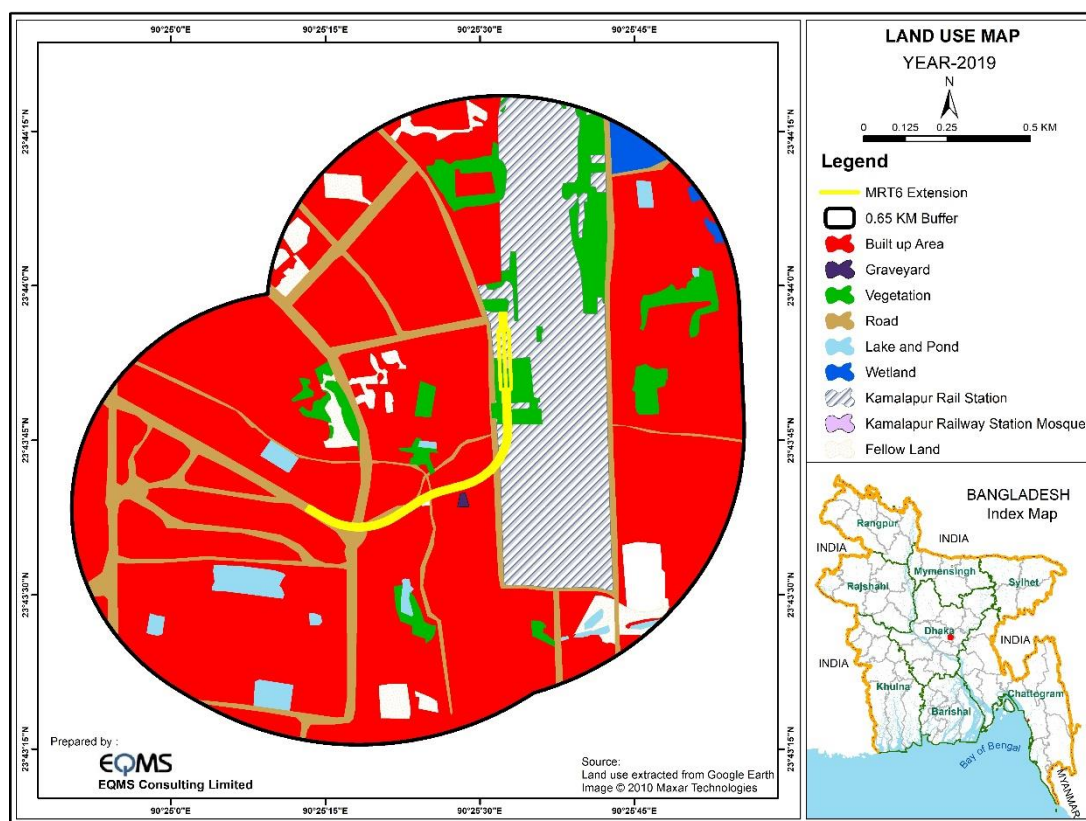 LAND USE MAP
YEAR-2019
N
0 0.125 0.25 0.5 KM
Legend
MRT6 Extension
0.65 KM Buffer
Built up Area
Graveyard
Vegetation
Road
Lake and Pond
Wetland
Kamalapur Rail Station
Kamalapur Railway Station Mosque
Fellow Land
90°25'0"E 90°25'15"E 90°25'30"E 90°25'45"E
23°44'15"N 23°44'15"N
23°44'0"N 23°44'0"N
23°43'45"N 23°43'45"N
23°43'30"N 23°43'30"N
23°43'15"N 23°43'15"N
90°25'0"E 90°25'15"E 90°25'30"E 90°25'45"E
Prepared by :
EQMS
EQMS Consulting Limited
Source:
Land use extracted from Google Earth
Image © 2010 Maxar Technologies
BANGLADESH
Index Map
Rangpur
INDIA
INDIA
Mymensingh
Rajshahi
Sylhet
Dhaka
INDIA
INDIA
Khulna
Chattogram
Barishal
Bay of Bengal
MYANMAR